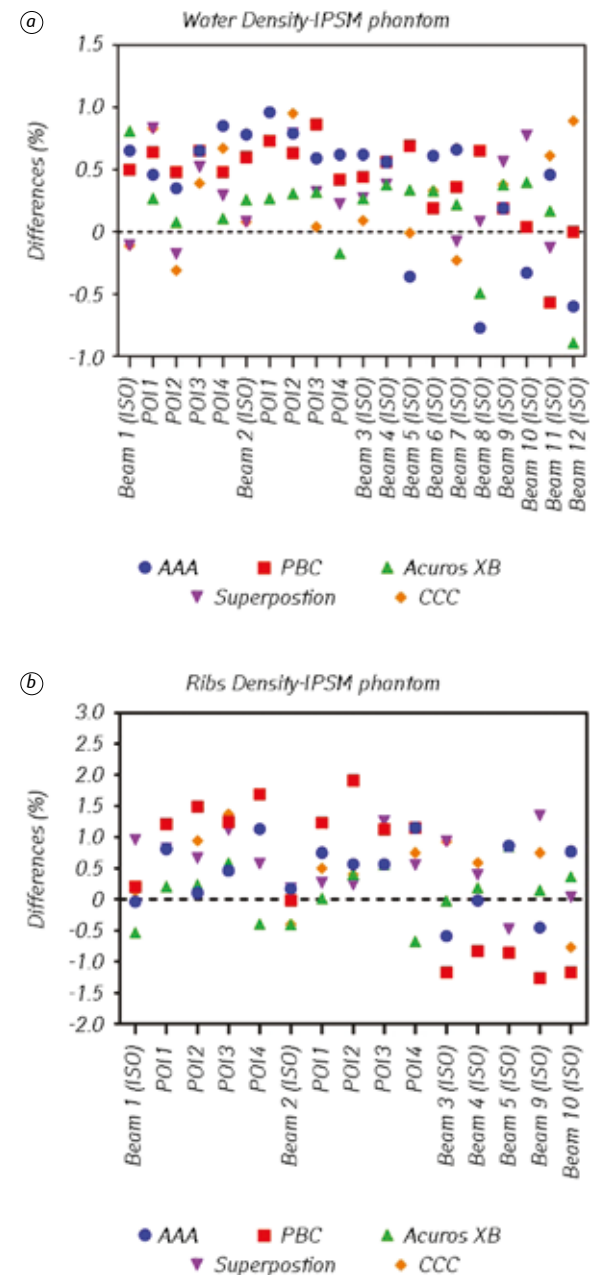 a
Water Density-IPSM phantom
Differences (%)
1.5
1.0
0.5
0
-0.5
-1.0
Beam 1 (ISO)
POI1
POI2
POI3
POI4
Beam 2 (ISO)
POI1
POI2
POI3
POI4
Beam 3 (ISO)
Beam 4 (ISO)
Beam 5 (ISO)
Beam 6 (ISO)
Beam 7 (ISO)
Beam 8 (ISO)
Beam 9 (ISO)
Beam 10 (ISO)
Beam 11 (ISO)
Beam 12 (ISO)
AAA PBC Acuros XB
Superpostion CCC
b
Ribs Density-IPSM phantom
Differences (%)
3.0
2.5
2.0
1.5
1.0
0.5
0
-0.5
-1.0
-1.5
-2.0
Beam 1 (ISO)
POI1
POI2
POI3
POI4
Beam 2 (ISO)
POI1
POI2
POI3
POI4
Beam 3 (ISO)
Beam 4 (ISO)
Beam 5 (ISO)
Beam 9 (ISO)
Beam 10 (ISO)
AAA PBC Acuros XB
Superpostion CCC